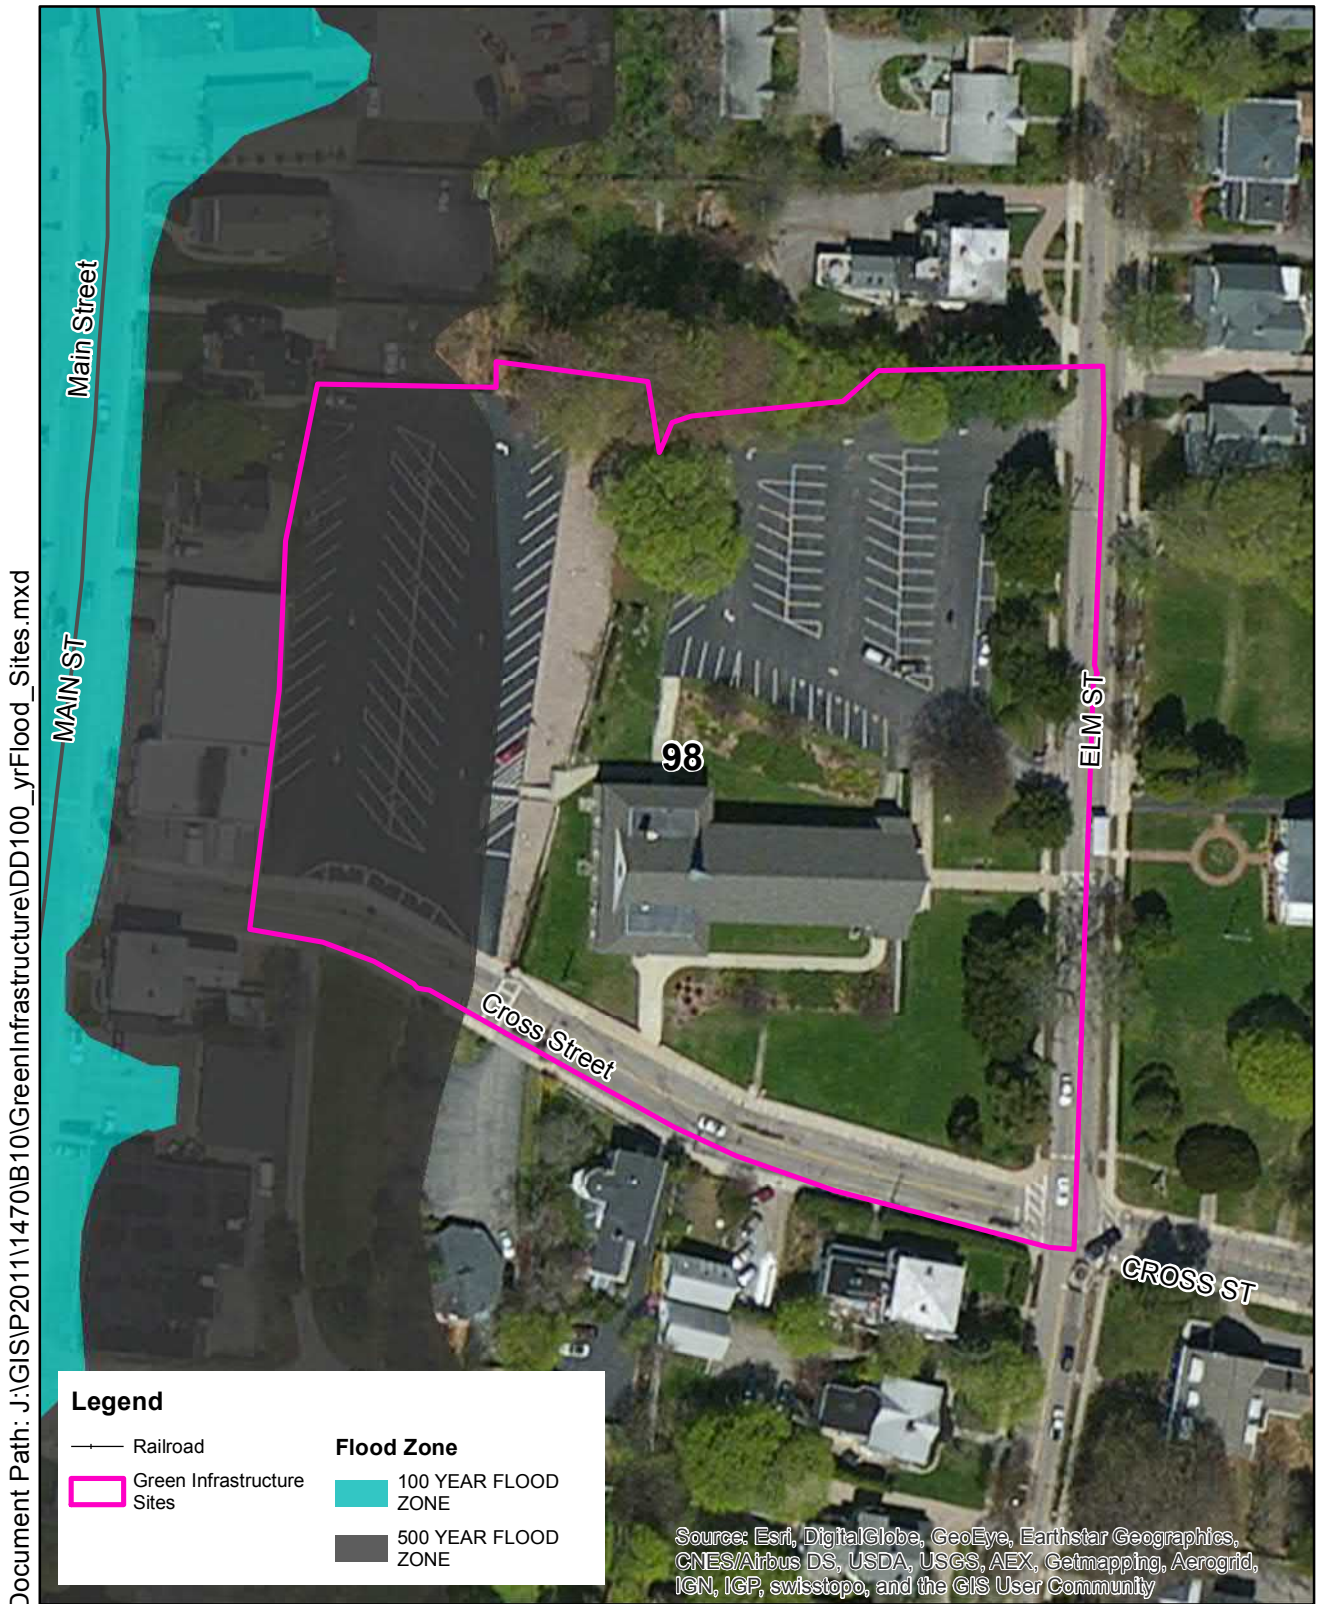 Document Path: J:\GIS\P2011\1470\B10\GreenInfrastructure\DD100_yrFlood_Sites.mxd
Main Street
MAIN ST
98
ELM ST
Cross Street
CROSS ST
Legend
Railroad
Green Infrastructure
Sites
Flood Zone
100 YEAR FLOOD
ZONE
500 YEAR FLOOD
ZONE
Source: Esri, DigitalGlobe, GeoEye, Earthstar Geographics,
CNES/Airbus DS, USDA, USGS, AEX, Getmapping, Aerogrid,
IGN, IGP, swisstopo, and the GIS User Community